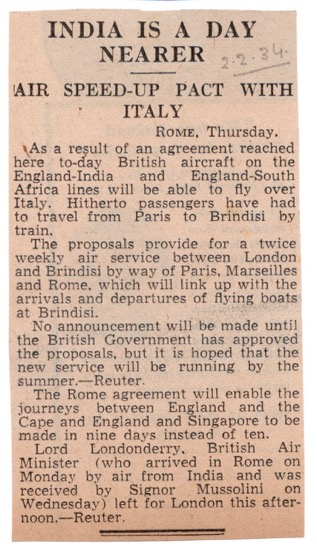 INDIA IS A DAY
NEARER
2.2.34.
AIR SPEED-UP PACT WITH
ITALY
ROME, Thursday.
As a result of an agreement reached
here to-day British aircraft on the
England-India and England-South
Africa lines will be able to fly over
Italy. Hitherto passengers have had
to travel from Paris to Brindisi by
train.
The proposals provide for a twice
weekly air service between London
and Brindisi by way of Paris, Marseilles
and Rome, which will link up with the
arrivals and departures of flying boats
at Brindisi.
No announcement will be made until
the British Government has approved
the proposals, but it is hoped that the
new service will be running by the
summer.—Reuter.
The Rome agreement will enable the
journeys between England and the
Cape and England and Singapore to be
made in nine days instead of ten.
Lord Londonderry, British Air
Minister (who arrived in Rome on
Monday by air from India and was
received by Signor Mussolini on
Wednesday) left for London this after-
noon.—Reuter.